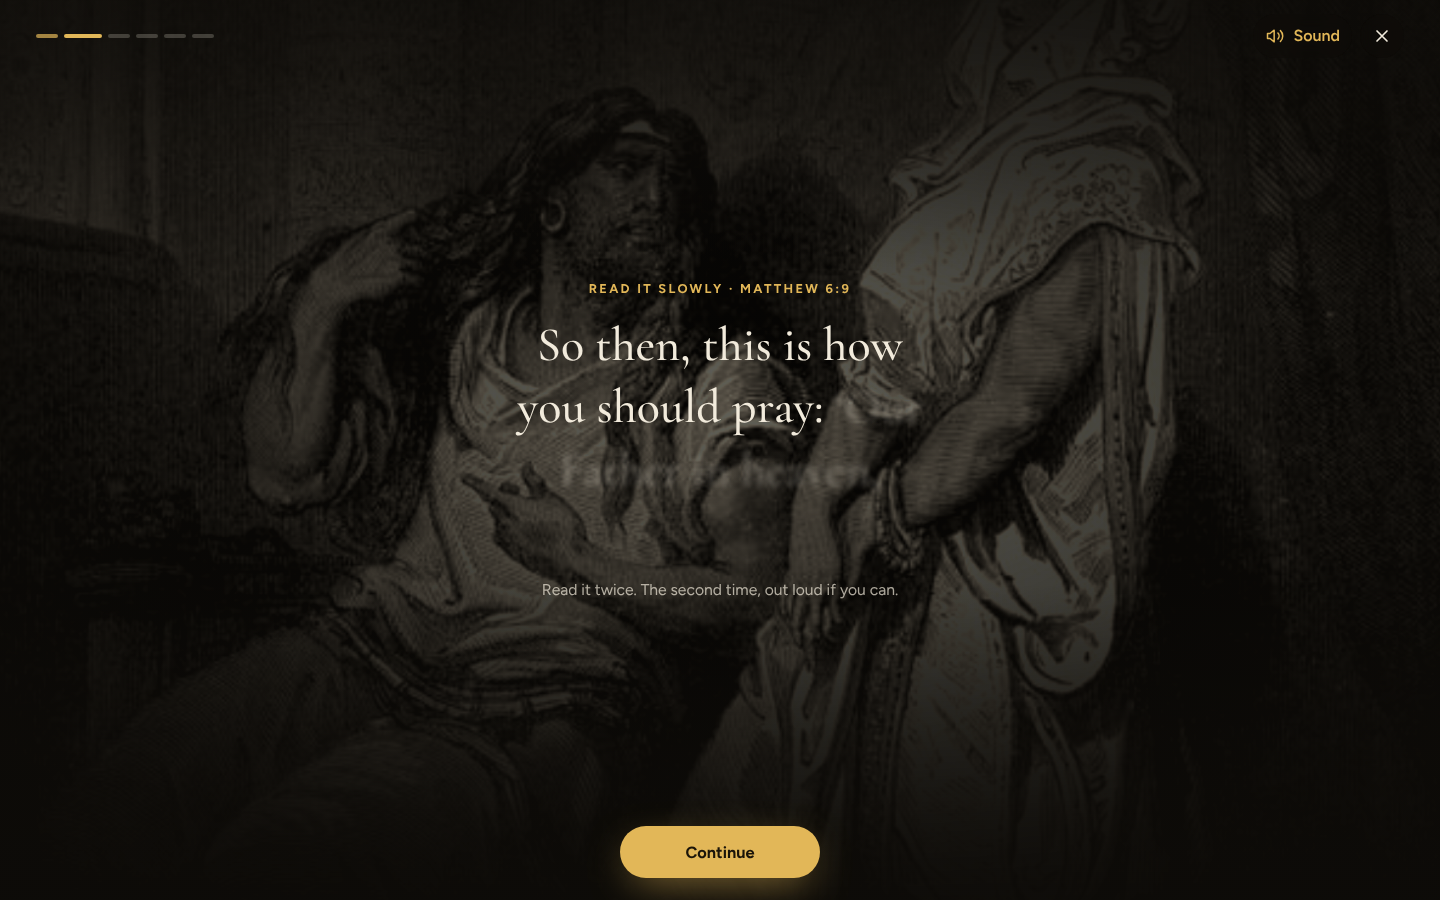 Sound
READ IT SLOWLY · MATTHEW 6:9
So then, this is how
you should pray:
Read it twice. The second time, out loud if you can.
Continue